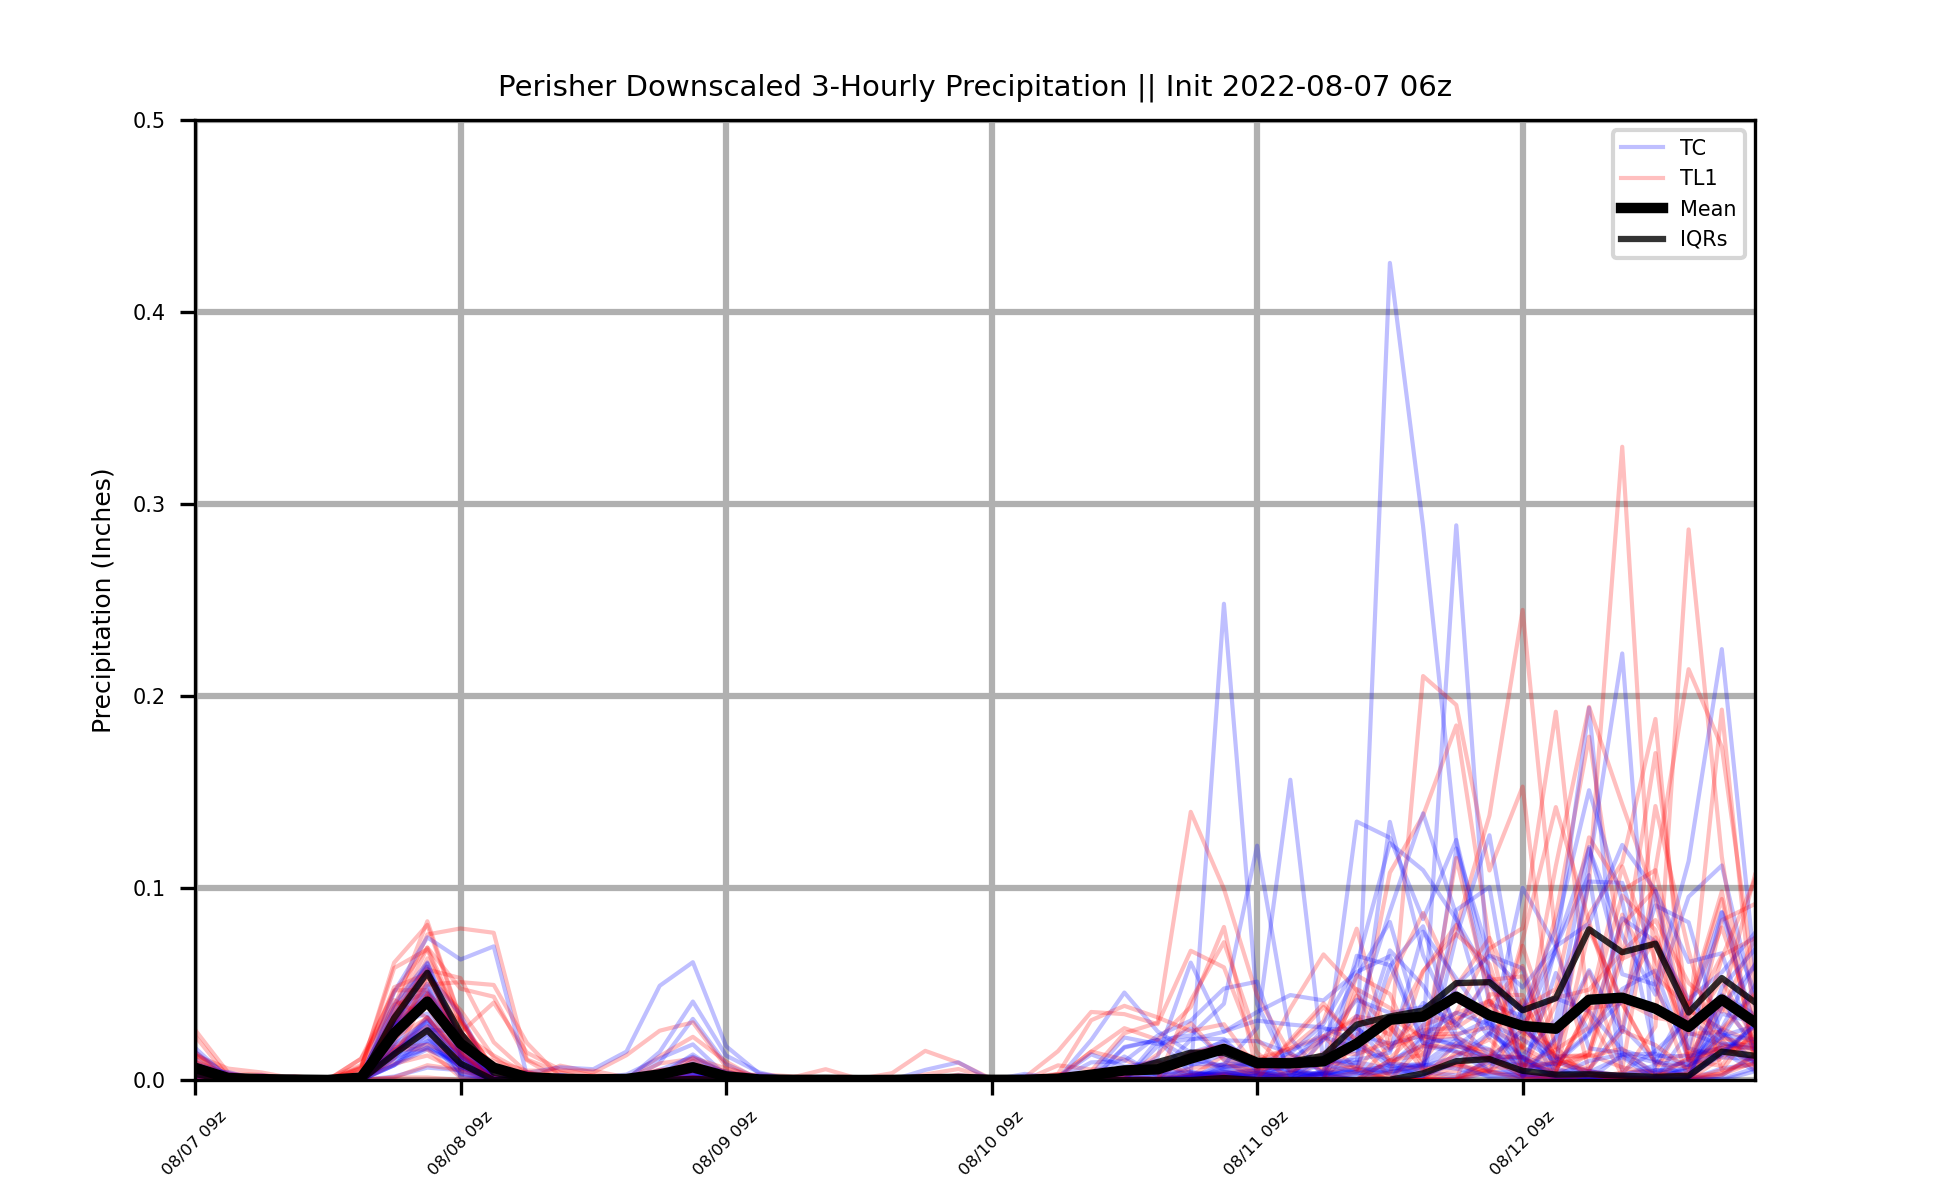 Perisher Downscaled 3-Hourly Precipitation || Init 2022-08-07 06z
0.5
0.4
0.3
0.2
0.1
0.0
Precipitation (Inches)
TC
TL1
Mean
IQRs
08/07 09z
08/08 09z
08/09 09z
08/10 09z
08/11 09z
08/12 09z